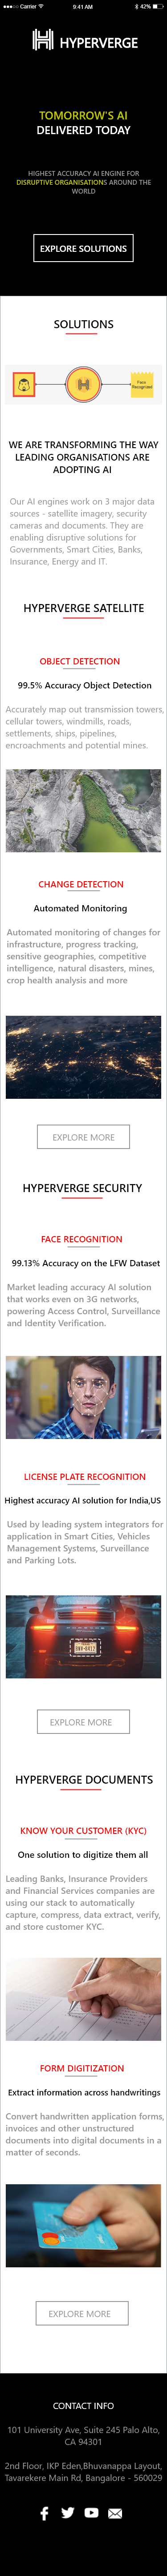 Carrier
9:41 AM
42%
HYPERVERGE
TOMORROW'S AI
DELIVERED TODAY
HIGHEST ACCURACY AI ENGINE FOR
DISRUPTIVE ORGANISATIONS AROUND THE
WORLD
EXPLORE SOLUTIONS
SOLUTIONS
Face
Recognized
WE ARE TRANSFORMING THE WAY
LEADING ORGANISATIONS ARE
ADOPTING AI
Our AI engines work on 3 major data
sources - satellite imagery, security
cameras and documents. They are
enabling disruptive solutions for
Governments, Smart Cities, Banks,
Insurance, Energy and IT.
HYPERVERGE SATELLITE
OBJECT DETECTION
99.5% Accuracy Object Detection
Accurately map out transmission towers,
cellular towers, windmills, roads,
settlements, ships, pipelines,
encroachments and potential mines.
CHANGE DETECTION
Automated Monitoring
Automated monitoring of changes for
infrastructure, progress tracking,
sensitive geographies, competitive
intelligence, natural disasters, mines,
crop health analysis and more
EXPLORE MORE
HYPERVERGE SECURITY
FACE RECOGNITION
99.13% Accuracy on the LFW Dataset
Market leading accuracy AI solution
that works even on 3G networks,
powering Access Control, Surveillance
and Identity Verification.
LICENSE PLATE RECOGNITION
Highest accuracy AI solution for India,US
Used by leading system integrators for
application in Smart Cities, Vehicles
Management Systems, Surveillance
and Parking Lots.
EXPLORE MORE
HYPERVERGE DOCUMENTS
KNOW YOUR CUSTOMER (KYC)
One solution to digitize them all
Leading Banks, Insurance Providers
and Financial Services companies are
using our stack to automatically
capture, compress, data extract, verify,
and store customer KYC.
FORM DIGITIZATION
Extract information across handwritings
Convert handwritten application forms,
invoices and other unstructured
documents into digital documents in a
matter of seconds.
EXPLORE MORE
CONTACT INFO
101 University Ave, Suite 245 Palo Alto,
CA 94301
2nd Floor, IKP Eden,Bhuvanappa Layout,
Tavarekere Main Rd, Bangalore - 560029